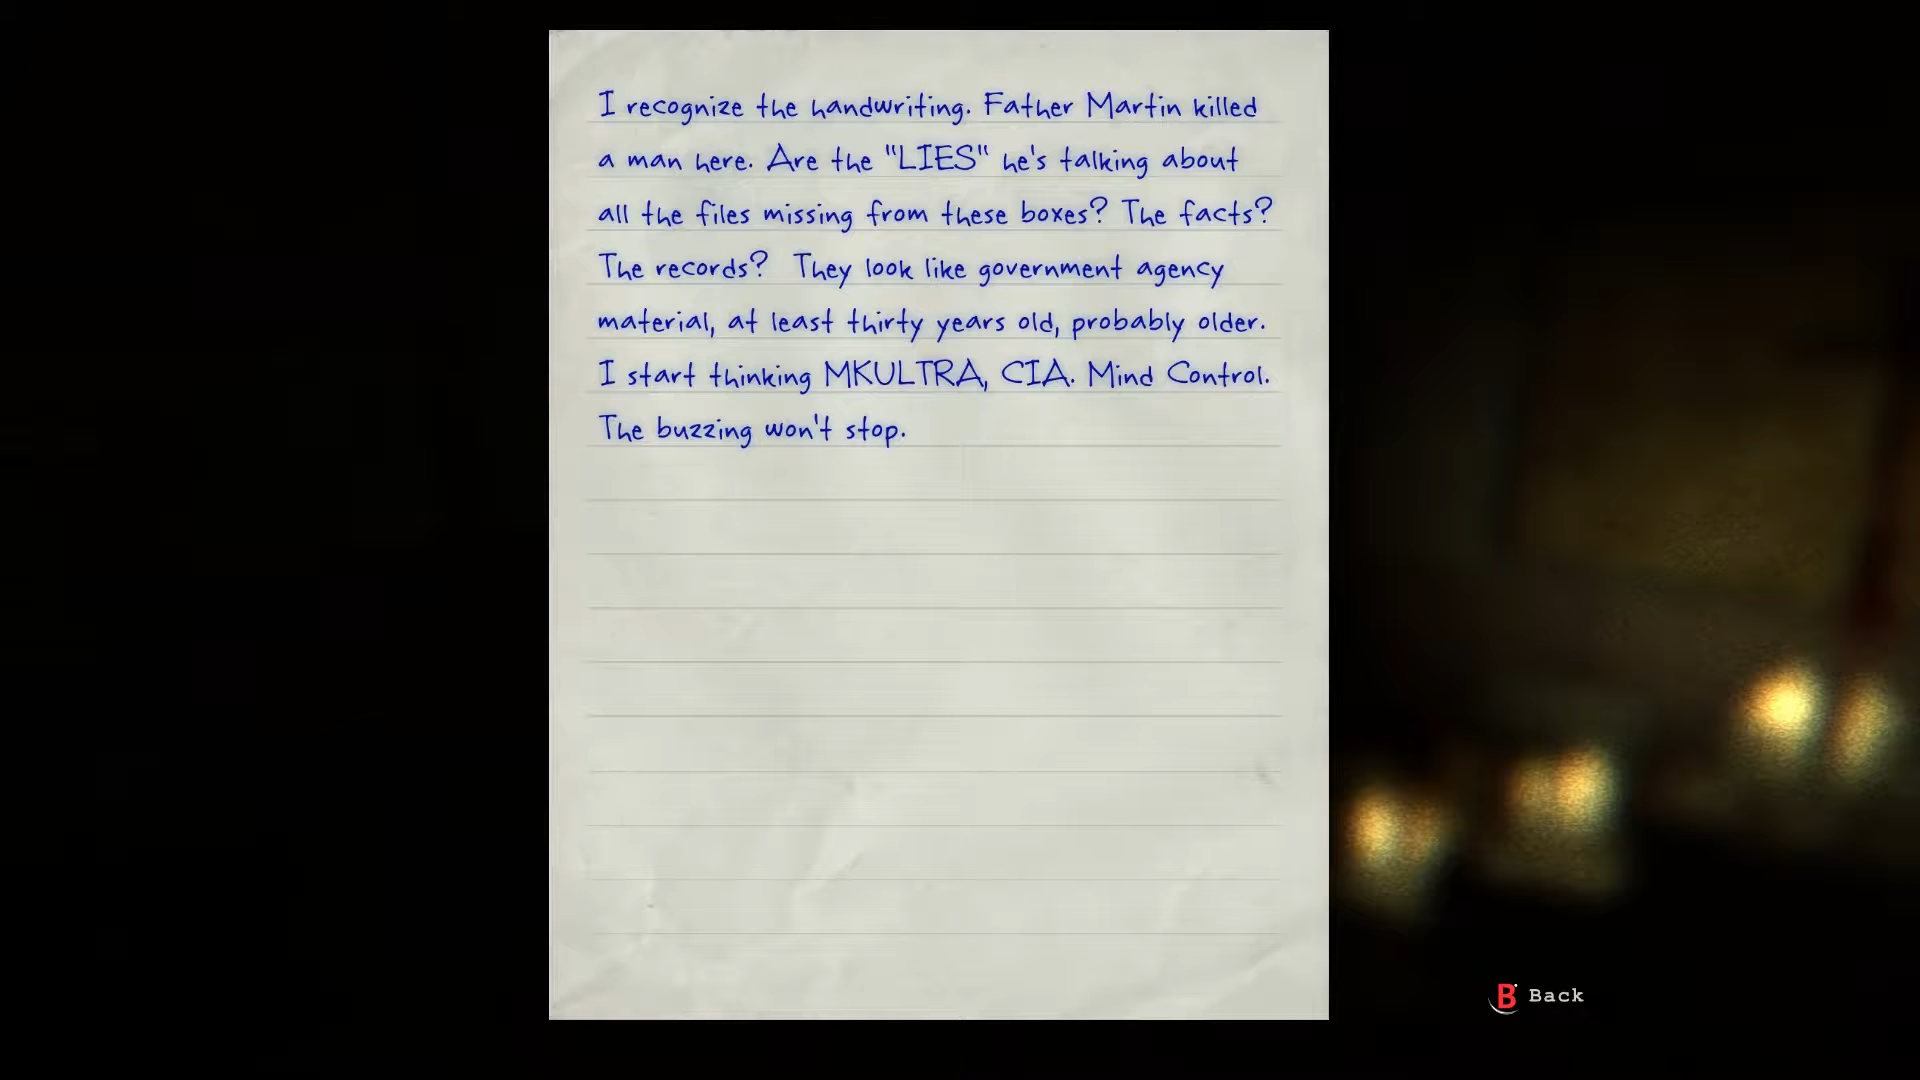 I recognize the handwriting. Father Martin killed
a man here. Are the "LIES" he's talking about
all the files missing from these boxes? The facts?
The records?  They look like government agency
material, at least thirty years old, probably older.
I start thinking MKULTRA, CIA. Mind Control.
The buzzing won't stop.
B Back